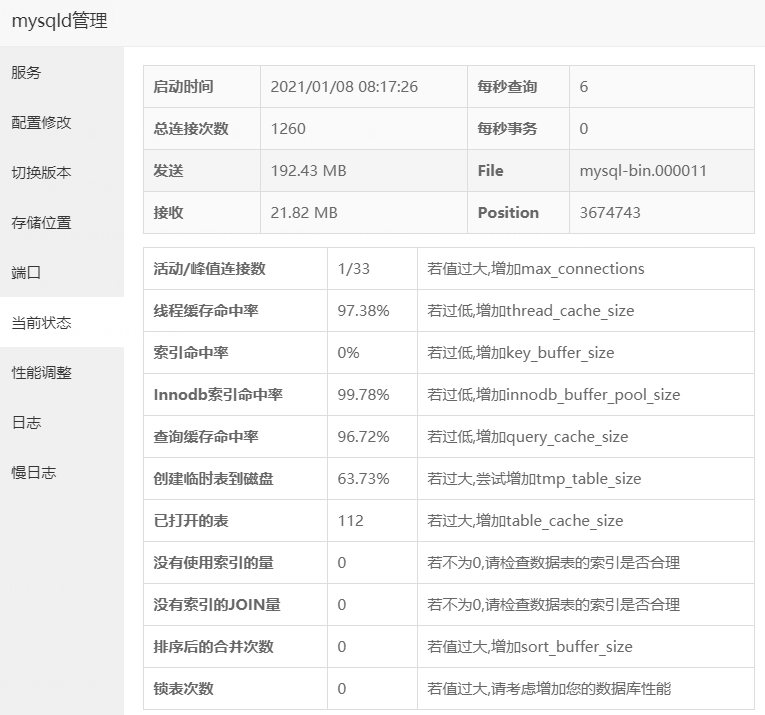 mysqld管理
服务
配置修改
切换版本
存储位置
端口
当前状态
性能调整
日志
慢日志
启动时间 2021/01/08 08:17:26 每秒查询 6
总连接次数 1260 每秒事务 0
发送 192.43 MB File mysql-bin.000011
接收 21.82 MB Position 3674743
活动/峰值连接数 1/33 若值过大,增加max_connections
线程缓存命中率 97.38% 若过低,增加thread_cache_size
索引命中率 0% 若过低,增加key_buffer_size
Innodb索引命中率 99.78% 若过低,增加innodb_buffer_pool_size
查询缓存命中率 96.72% 若过低,增加query_cache_size
创建临时表到磁盘 63.73% 若过大,尝试增加tmp_table_size
已打开的表 112 若过大,增加table_cache_size
没有使用索引的量 0 若不为0,请检查数据表的索引是否合理
没有索引的JOIN量 0 若不为0,请检查数据表的索引是否合理
排序后的合并次数 0 若值过大,增加sort_buffer_size
锁表次数 0 若值过大,请考虑增加您的数据库性能